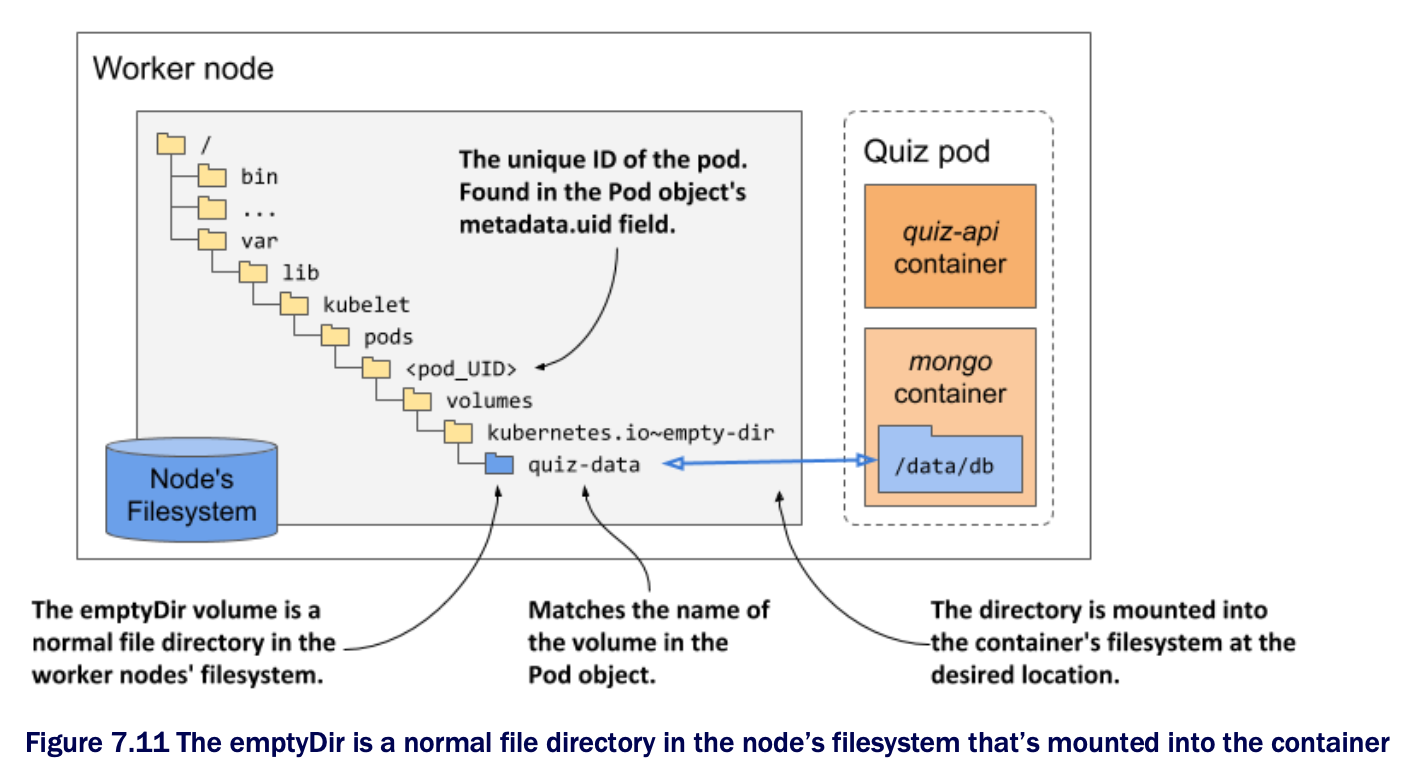 Worker node
/
bin
...
var
lib
kubelet
pods
<pod_UID>
volumes
kubernetes.io~empty-dir
quiz-data
The unique ID of the pod.
Found in the Pod object's
metadata.uid field.
Node's
Filesystem
Quiz pod
quiz-api
container
mongo
container
/data/db
The emptyDir volume is a
normal file directory in the
worker nodes' filesystem.
Matches the name of
the volume in the
Pod object.
The directory is mounted into
the container's filesystem at the
desired location.
Figure 7.11 The emptyDir is a normal file directory in the node’s filesystem that’s mounted into the container